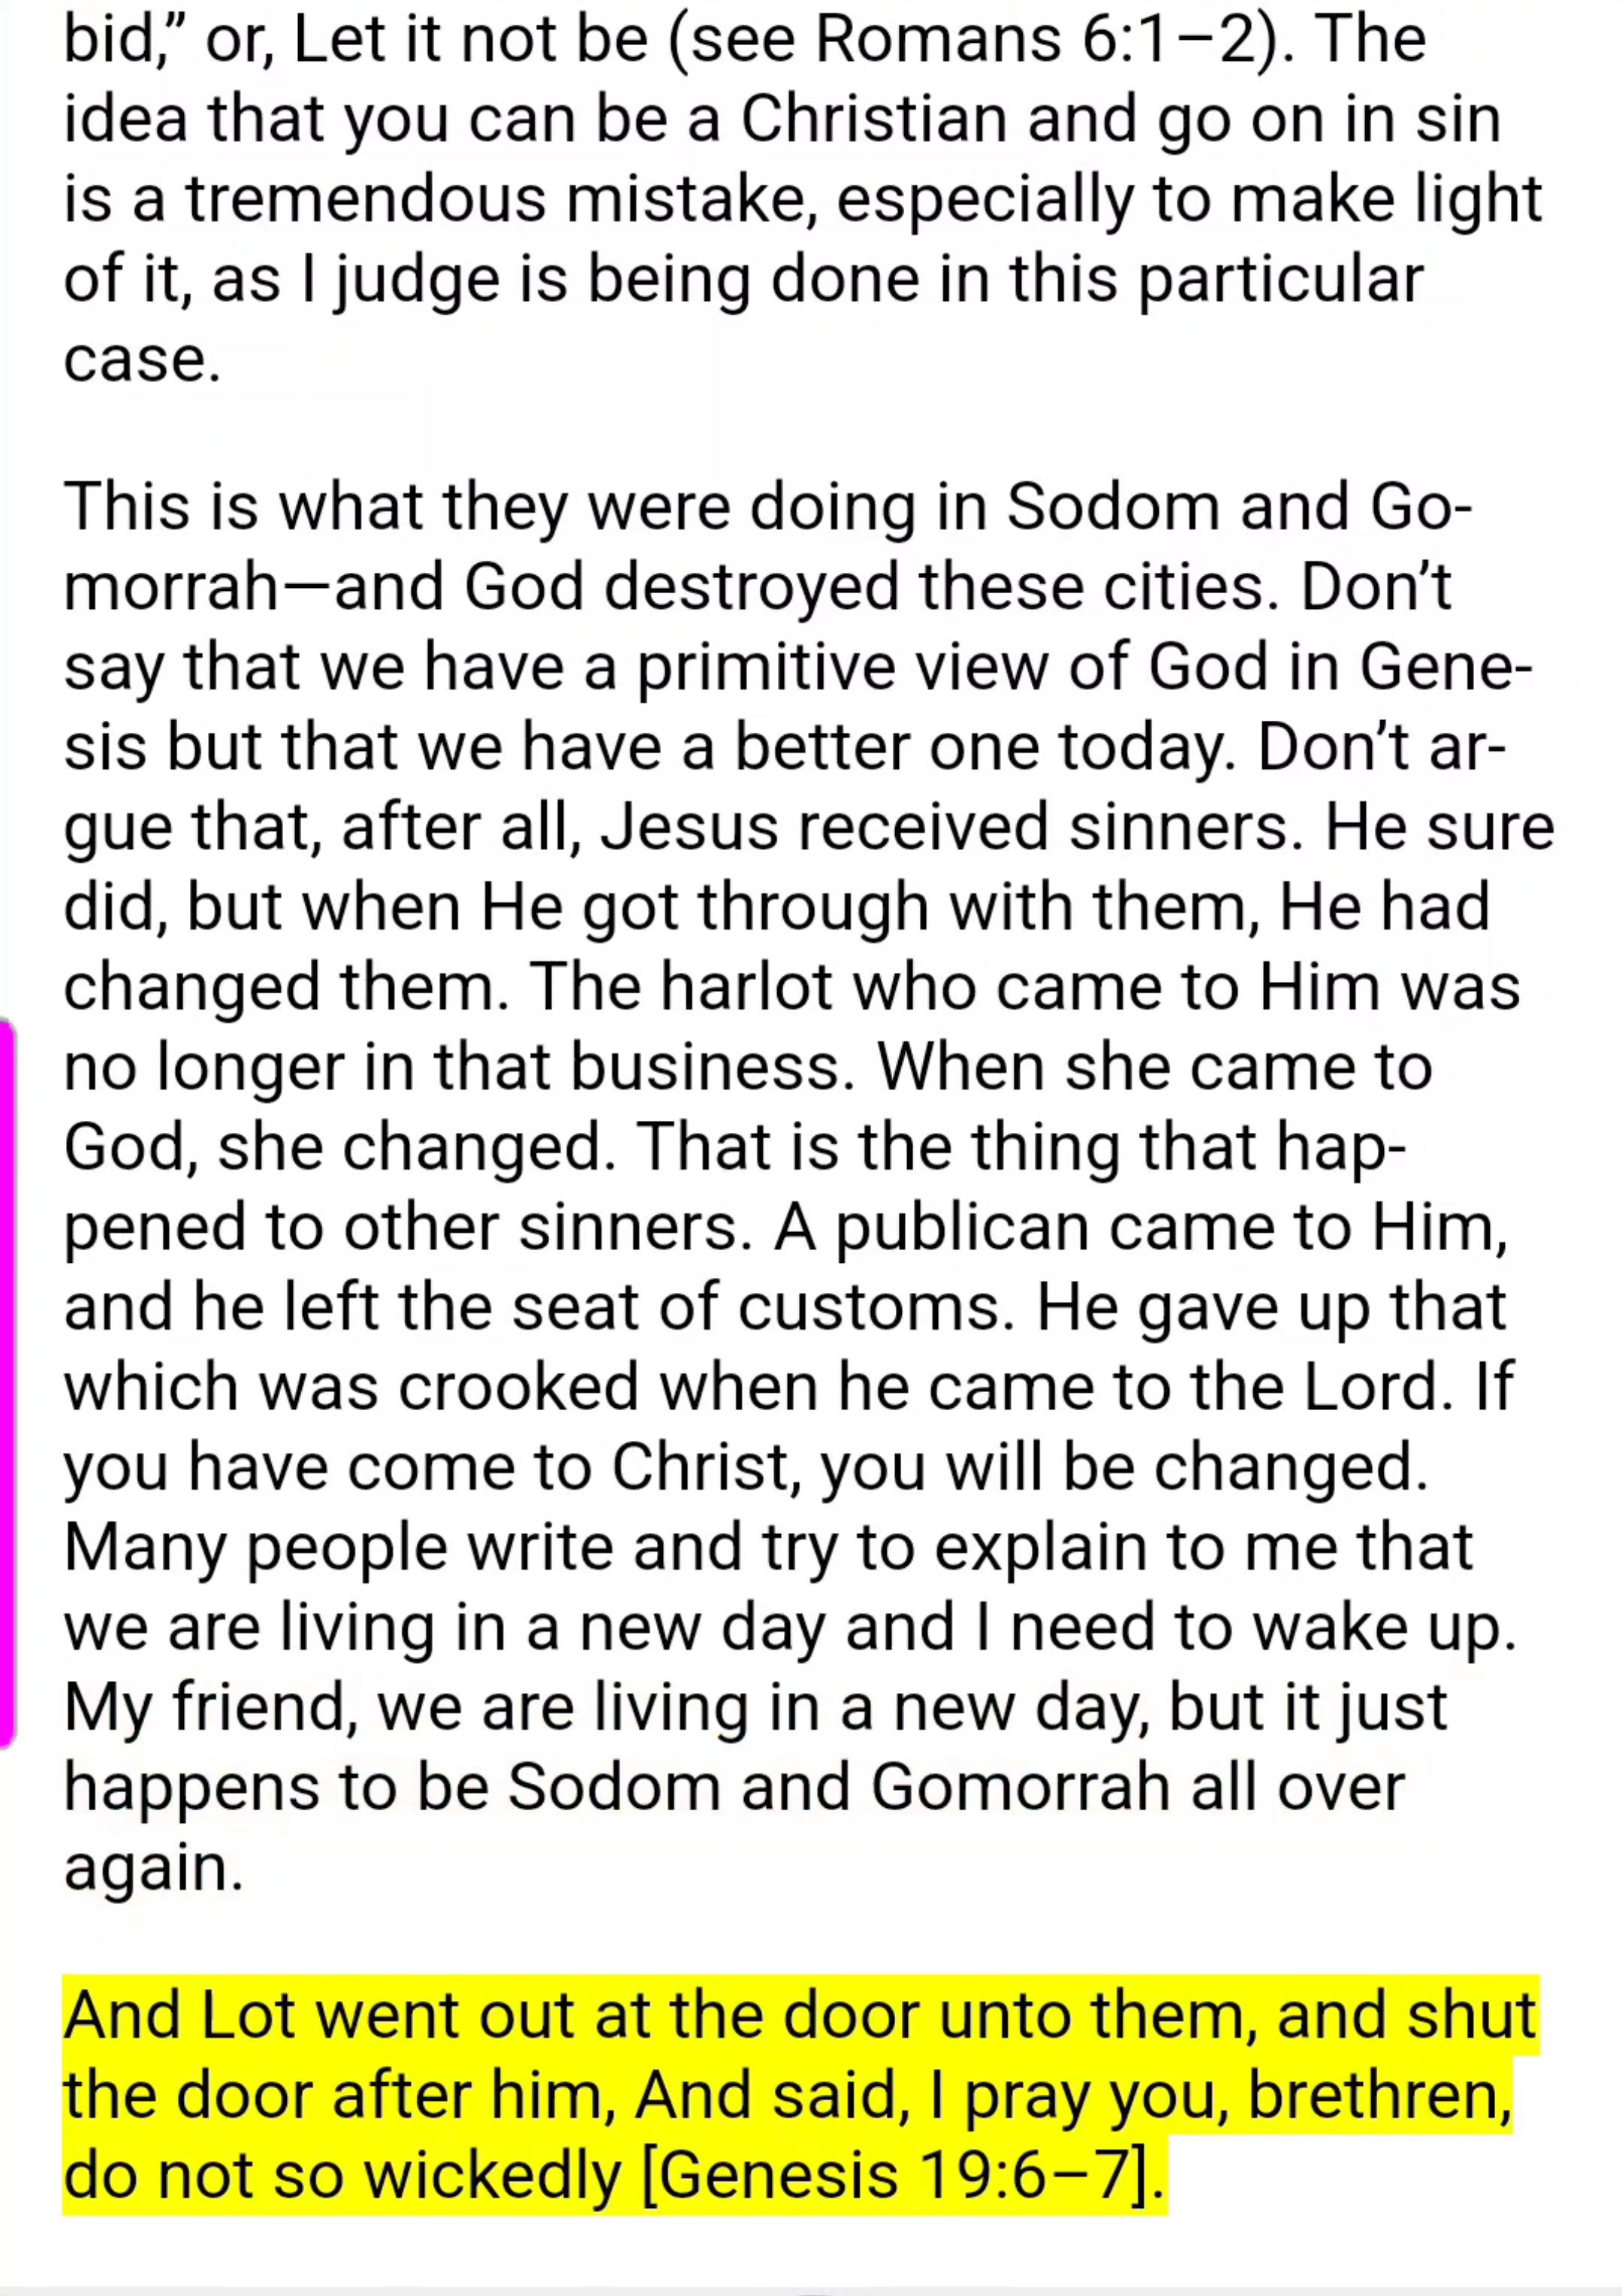 bid,” or, Let it not be (see Romans 6:1–2). The
idea that you can be a Christian and go on in sin
is a tremendous mistake, especially to make light
of it, as I judge is being done in this particular
case.
This is what they were doing in Sodom and Go-
morrah—and God destroyed these cities. Don’t
say that we have a primitive view of God in Gene-
sis but that we have a better one today. Don’t ar-
gue that, after all, Jesus received sinners. He sure
did, but when He got through with them, He had
changed them. The harlot who came to Him was
no longer in that business. When she came to
God, she changed. That is the thing that hap-
pened to other sinners. A publican came to Him,
and he left the seat of customs. He gave up that
which was crooked when he came to the Lord. If
you have come to Christ, you will be changed.
Many people write and try to explain to me that
we are living in a new day and I need to wake up.
My friend, we are living in a new day, but it just
happens to be Sodom and Gomorrah all over
again.
And Lot went out at the door unto them, and shut
the door after him, And said, I pray you, brethren,
do not so wickedly [Genesis 19:6–7].